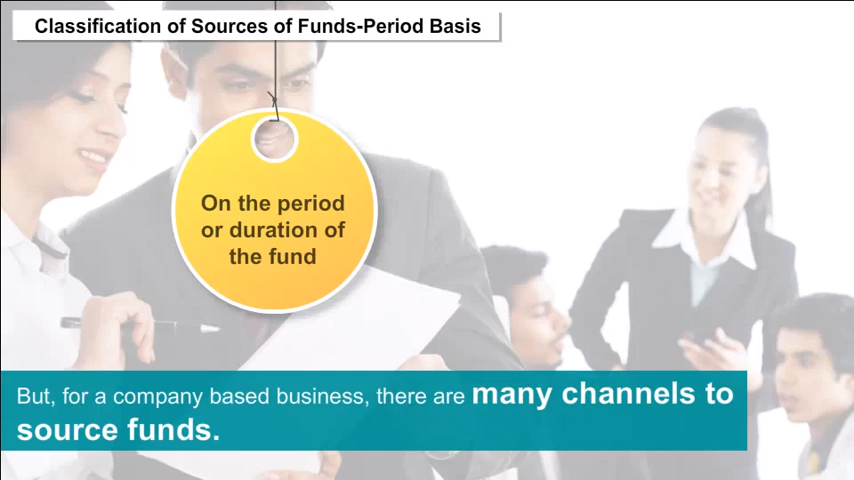 Classification of Sources of Funds-Period Basis
On the period
or duration of
the fund
But, for a company based business, there are many channels to
source funds.